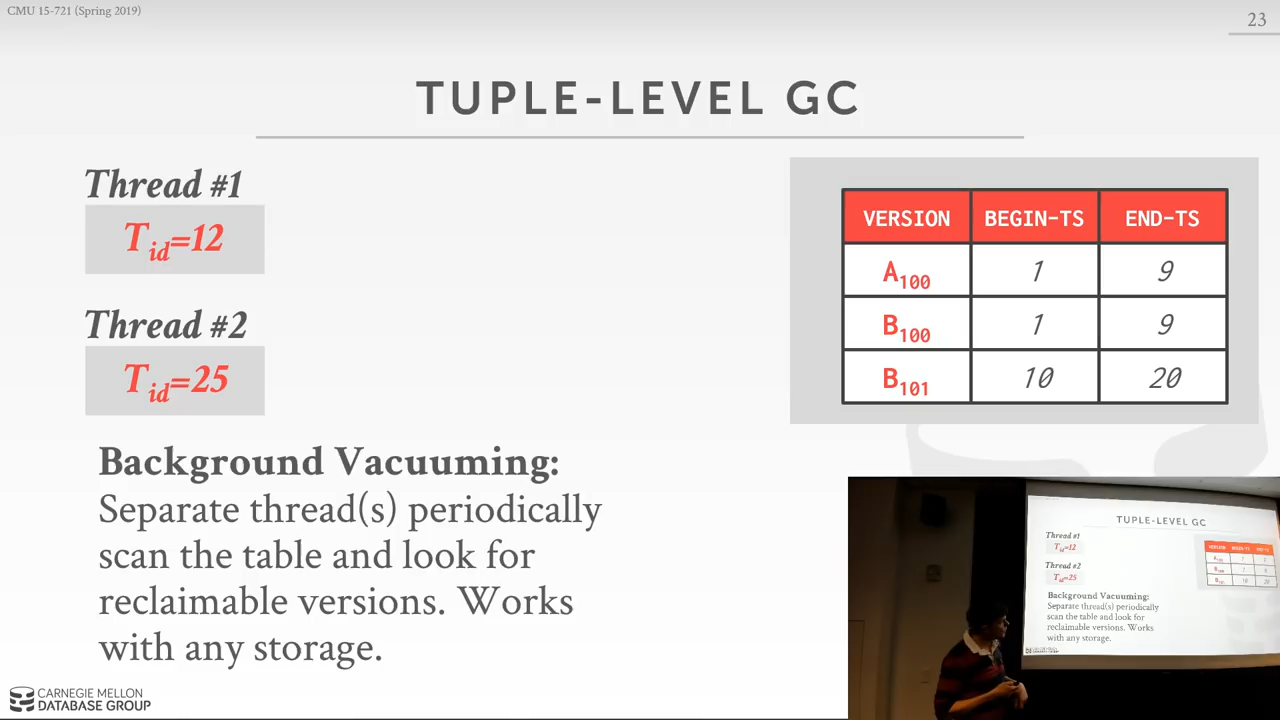 CMU 15-721 (Spring 2019)
23
TUPLE-LEVEL GC
Thread #1
Tid=12
Thread #2
Tid=25
Background Vacuuming:
Separate thread(s) periodically
scan the table and look for
reclaimable versions. Works
with any storage.
VERSION BEGIN-TS END-TS
A100 1 9
B100 1 9
B101 10 20
CARNEGIE MELLON
DATABASE GROUP
TUPLE-LEVEL GC
Thread #1
Tid=12
Thread #2
Tid=25
Background Vacuuming:
Separate thread(s) periodically
scan the table and look for
reclaimable versions. Works
with any storage.